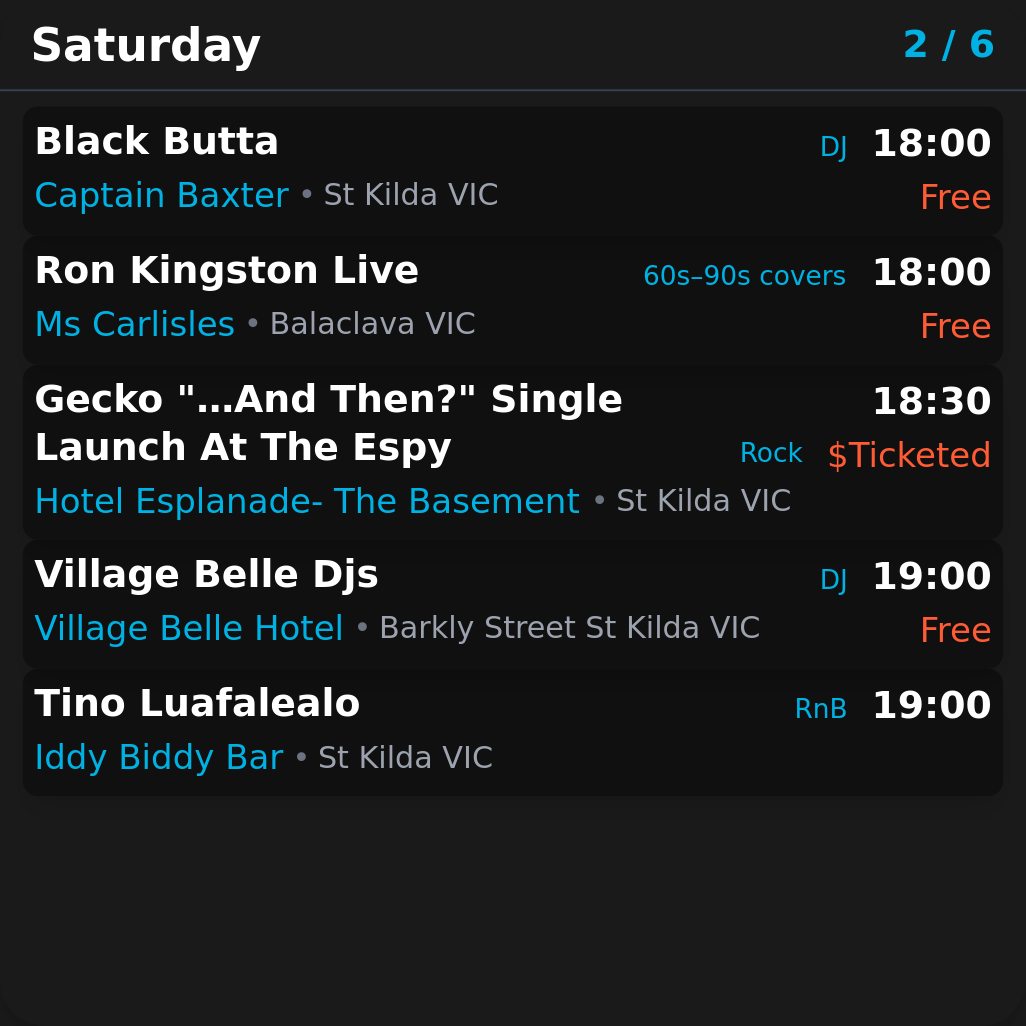 Saturday 2 / 6
Black Butta DJ 18:00
Captain Baxter • St Kilda VIC Free
Ron Kingston Live 60s–90s covers 18:00
Ms Carlisles • Balaclava VIC Free
Gecko "…And Then?" Single 18:30
Launch At The Espy Rock $Ticketed
Hotel Esplanade- The Basement • St Kilda VIC
Village Belle Djs DJ 19:00
Village Belle Hotel • Barkly Street St Kilda VIC Free
Tino Luafalealo RnB 19:00
Iddy Biddy Bar • St Kilda VIC